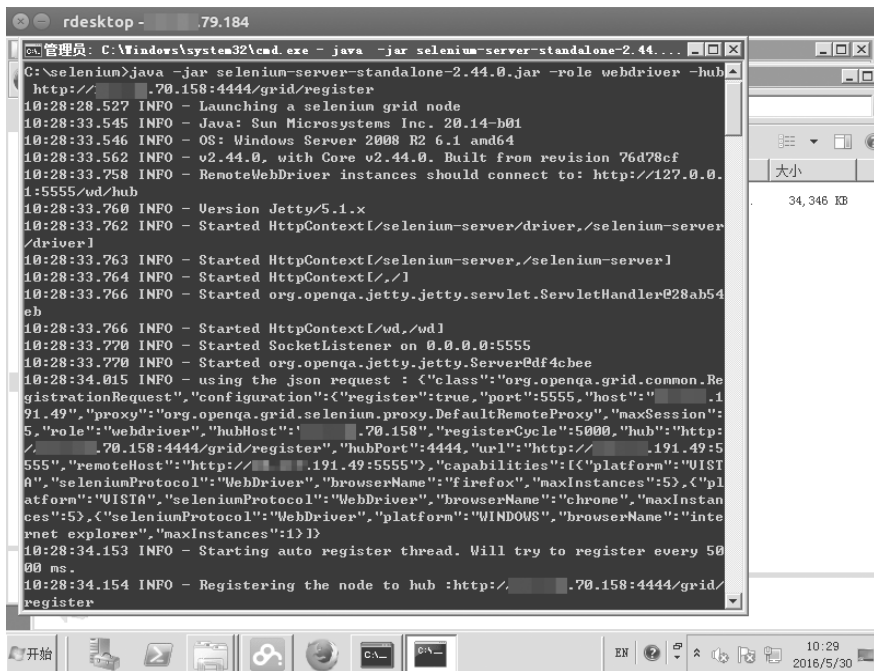 rdesktop - .79.184
管理员: C:\Windows\system32\cmd.exe - java -jar selenium-server-standalone-2.44....
C:\selenium>java -jar selenium-server-standalone-2.44.0.jar -role webdriver -hub
http:// .70.158:4444/grid/register
10:28:28.527 INFO - Launching a selenium grid node
10:28:33.545 INFO - Java: Sun Microsystems Inc. 20.14-b01
10:28:33.546 INFO - OS: Windows Server 2008 R2 6.1 amd64
10:28:33.562 INFO - v2.44.0, with Core v2.44.0. Built from revision 76d78cf
10:28:33.758 INFO - RemoteWebDriver instances should connect to: http://127.0.0.
1:5555/wd/hub
10:28:33.760 INFO - Version Jetty/5.1.x
10:28:33.762 INFO - Started HttpContext[/selenium-server/driver,/selenium-server
/driver]
10:28:33.763 INFO - Started HttpContext[/selenium-server,/selenium-server]
10:28:33.764 INFO - Started HttpContext[/,/]
10:28:33.766 INFO - Started org.openqa.jetty.jetty.servlet.ServletHandler@28ab54
eb
10:28:33.766 INFO - Started HttpContext[/wd,/wd]
10:28:33.770 INFO - Started SocketListener on 0.0.0.0:5555
10:28:33.770 INFO - Started org.openqa.jetty.jetty.Server@df4cbee
10:28:34.015 INFO - using the json request : {"class":"org.openqa.grid.common.Re
gistrationRequest","configuration":{"register":true,"port":5555,"host":" .1
91.49","proxy":"org.openqa.grid.selenium.proxy.DefaultRemoteProxy","maxSession":
5,"role":"webdriver","hubHost":" .70.158","registerCycle":5000,"hub":"http:
// .70.158:4444/grid/register","hubPort":4444,"url":"http:// .191.49:5
555","remoteHost":"http:// .191.49:5555"},"capabilities":[{"platform":"VIST
A","seleniumProtocol":"WebDriver","browserName":"firefox","maxInstances":5},{"pl
atform":"VISTA","seleniumProtocol":"WebDriver","browserName":"chrome","maxInstan
ces":5},{"seleniumProtocol":"WebDriver","platform":"WINDOWS","browserName":"inte
rnet explorer","maxInstances":1}]}
10:28:34.153 INFO - Starting auto register thread. Will try to register every 50
00 ms.
10:28:34.154 INFO - Registering the node to hub :http:// .70.158:4444/grid/
register
大小
34,346 KB
开始
C:\_
C:\_
EN
10:29
2016/5/30